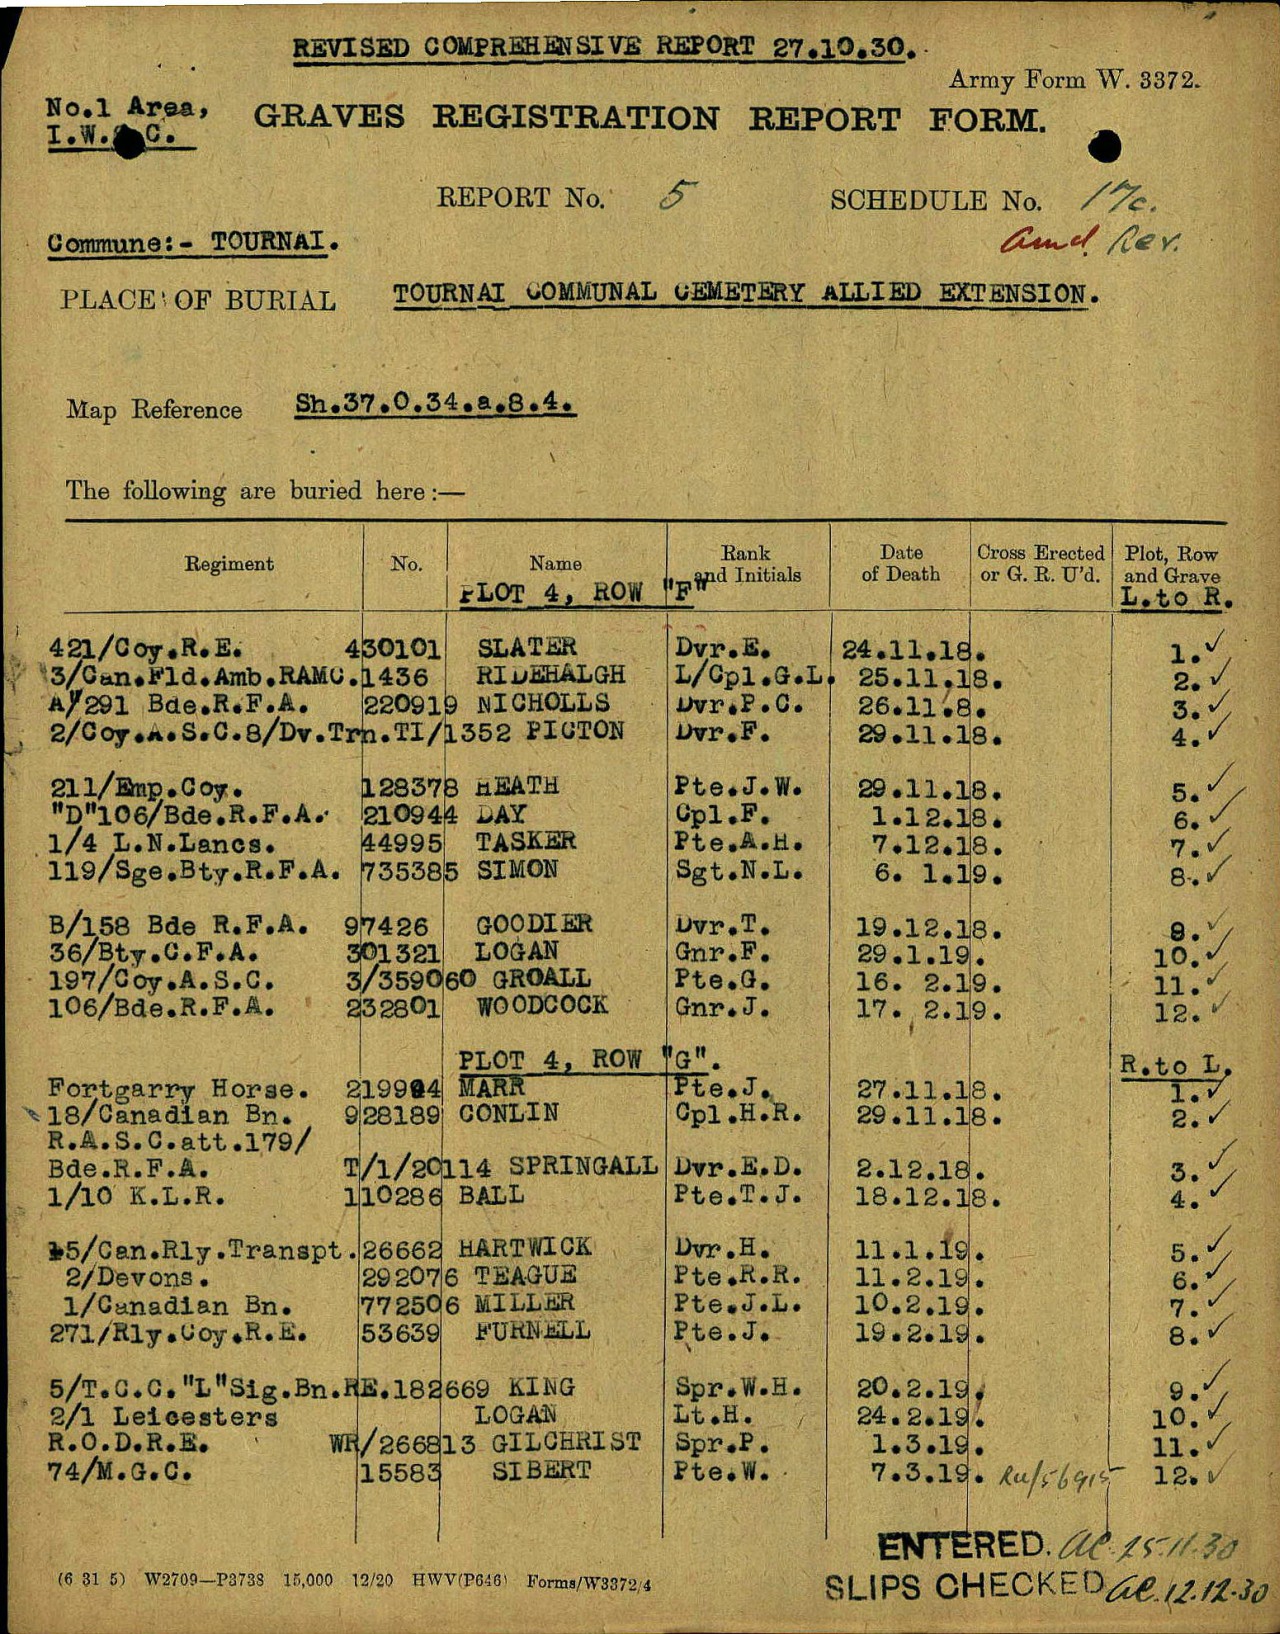 REVISED COMPREHENSIVE REPORT 27.10.30.
Army Form W. 3372.
No.1 Area,
I.W. C.
GRAVES REGISTRATION REPORT FORM.
REPORT No. 5 SCHEDULE No. 17c.
Amd. Rev.
Commune:- TOURNAI.
PLACE OF BURIAL TOURNAI COMMUNAL CEMETERY ALLIED EXTENSION.
Map Reference Sh.37.O.34.a.8.4.
The following are buried here:—
Regiment No. Name Rank and Initials Date of Death Cross Erected or G. R. U'd. Plot, Row and Grave
PLOT 4, ROW "F" L.to R.
421/Coy.R.E. 430101 SLATER Dvr.E. 24.11.18. 1.✓
3/Can.Fld.Amb.RAMC.1436 RIDEHALGH L/Cpl.G.L. 25.11.18. 2.✓
A/291 Bde.R.F.A. 220919 NICHOLLS Dvr.P.C. 26.11.8. 3.✓
2/Coy.A.S.C.8/Dv.Trn.TI/1352 PICTON Dvr.F. 29.11.18. 4.✓
211/Emp.Coy. 128378 HEATH Pte.J.W. 29.11.18. 5.✓
"D"106/Bde.R.F.A. 210944 DAY Cpl.F. 1.12.18. 6.✓
1/4 L.N.Lancs. 44995 TASKER Pte.A.H. 7.12.18. 7.✓
119/Sge.Bty.R.F.A. 735385 SIMON Sgt.N.L. 6. 1.19. 8.✓
B/158 Bde R.F.A. 97426 GOODIER Dvr.T. 19.12.18. 9.✓
36/Bty.C.F.A. 301321 LOGAN Gnr.F. 29.1.19. 10.✓
197/Coy.A.S.C. 3/359060 GROALL Pte.G. 16. 2.19. 11.✓
106/Bde.R.F.A. 232801 WOODCOCK Gnr.J. 17. 2.19. 12.✓
PLOT 4, ROW "G". R.to L.
Fortgarry Horse. 219994 MARR Pte.J. 27.11.18. 1.✓
18/Canadian Bn. 928189 CONLIN Cpl.H.R. 29.11.18. 2.✓
R.A.S.C.att.179/
Bde.R.F.A. T/1/20114 SPRINGALL Dvr.E.D. 2.12.18. 3.✓
1/10 K.L.R. 110286 BALL Pte.T.J. 18.12.18. 4.✓
15/Can.Rly.Transpt.26662 HARTWICK Dvr.H. 11.1.19. 5.✓
2/Devons. 292076 TEAGUE Pte.R.R. 11.2.19. 6.✓
1/Canadian Bn. 772506 MILLER Pte.J.L. 10.2.19. 7.✓
271/Rly.Coy.R.E. 53639 FURNELL Pte.J. 19.2.19. 8.✓
5/T.C.C."L"Sig.Bn.RE.182669 KING Spr.W.H. 20.2.19. 9.✓
2/1 Leicesters LOGAN Lt.H. 24.2.19. 10.✓
R.O.D.R.E. WR/266813 GILCHRIST Spr.P. 1.3.19. 11.✓
74/M.G.C. 15583 SIBERT Pte.W. 7.3.19. 12.✓
ENTERED. 25.11.30
(6 31 5) W2709—P3738 15,000 12/20 HWV(P646) Forms/W3372/4
SLIPS CHECKED 12.12.30